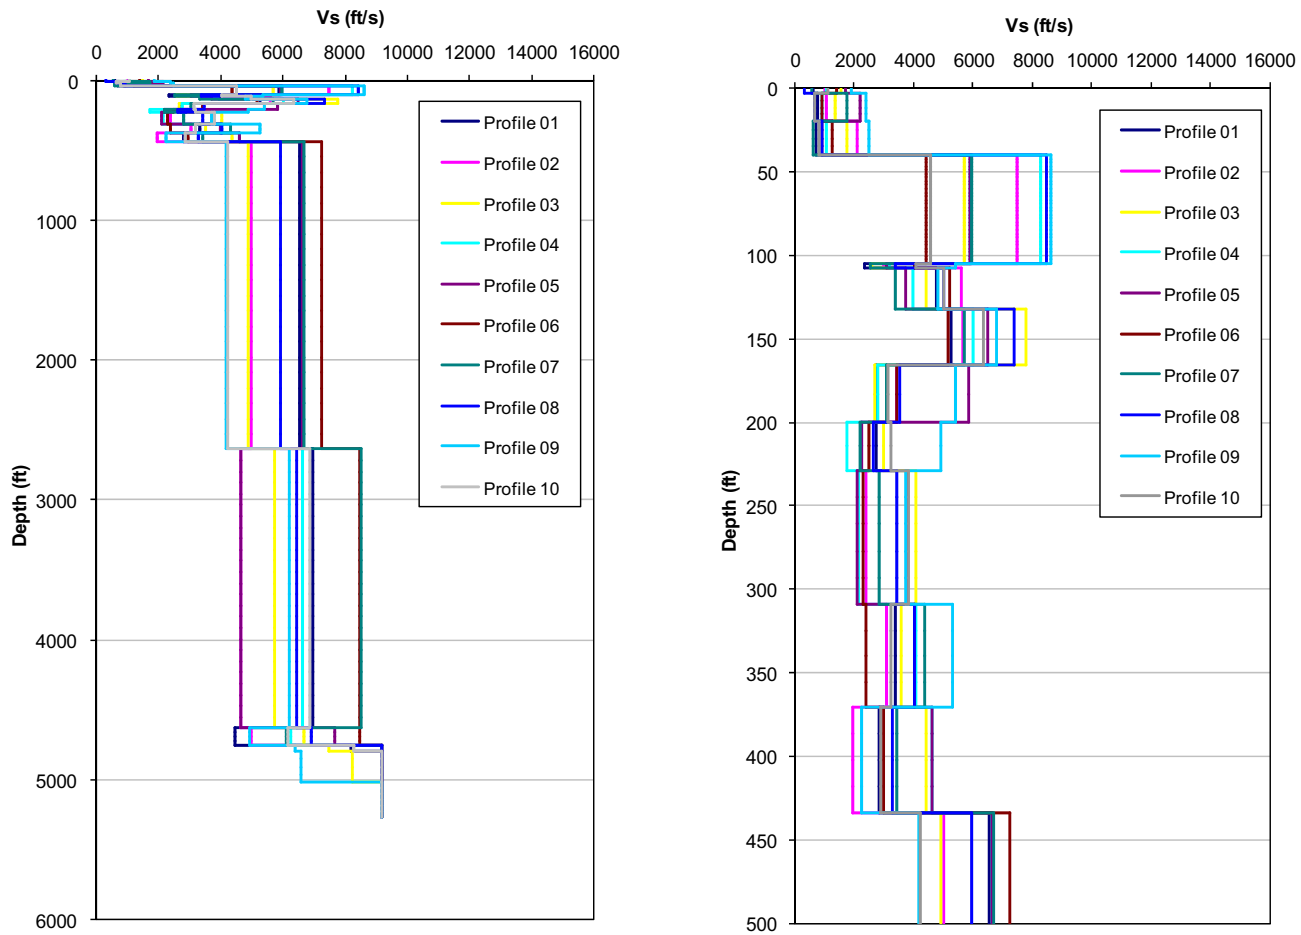 Vs (ft/s)
0 2000 4000 6000 8000 10000 12000 14000 16000
0
1000
2000
3000
4000
5000
6000
Depth (ft)
Profile 01
Profile 02
Profile 03
Profile 04
Profile 05
Profile 06
Profile 07
Profile 08
Profile 09
Profile 10
Vs (ft/s)
0 2000 4000 6000 8000 10000 12000 14000 16000
0
50
100
150
200
250
300
350
400
450
500
Depth (ft)
Profile 01
Profile 02
Profile 03
Profile 04
Profile 05
Profile 06
Profile 07
Profile 08
Profile 09
Profile 10